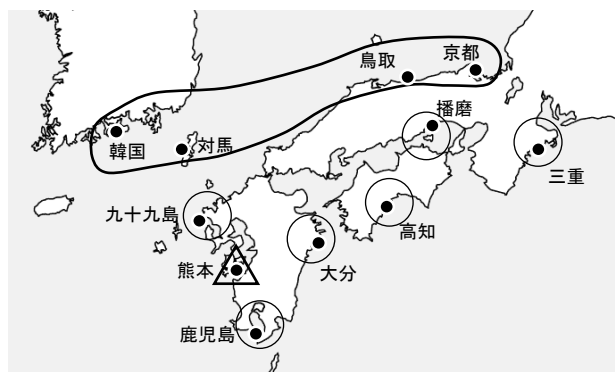 鳥取
京都
韓国
対馬
播磨
三重
九十九島
高知
大分
熊本
鹿児島